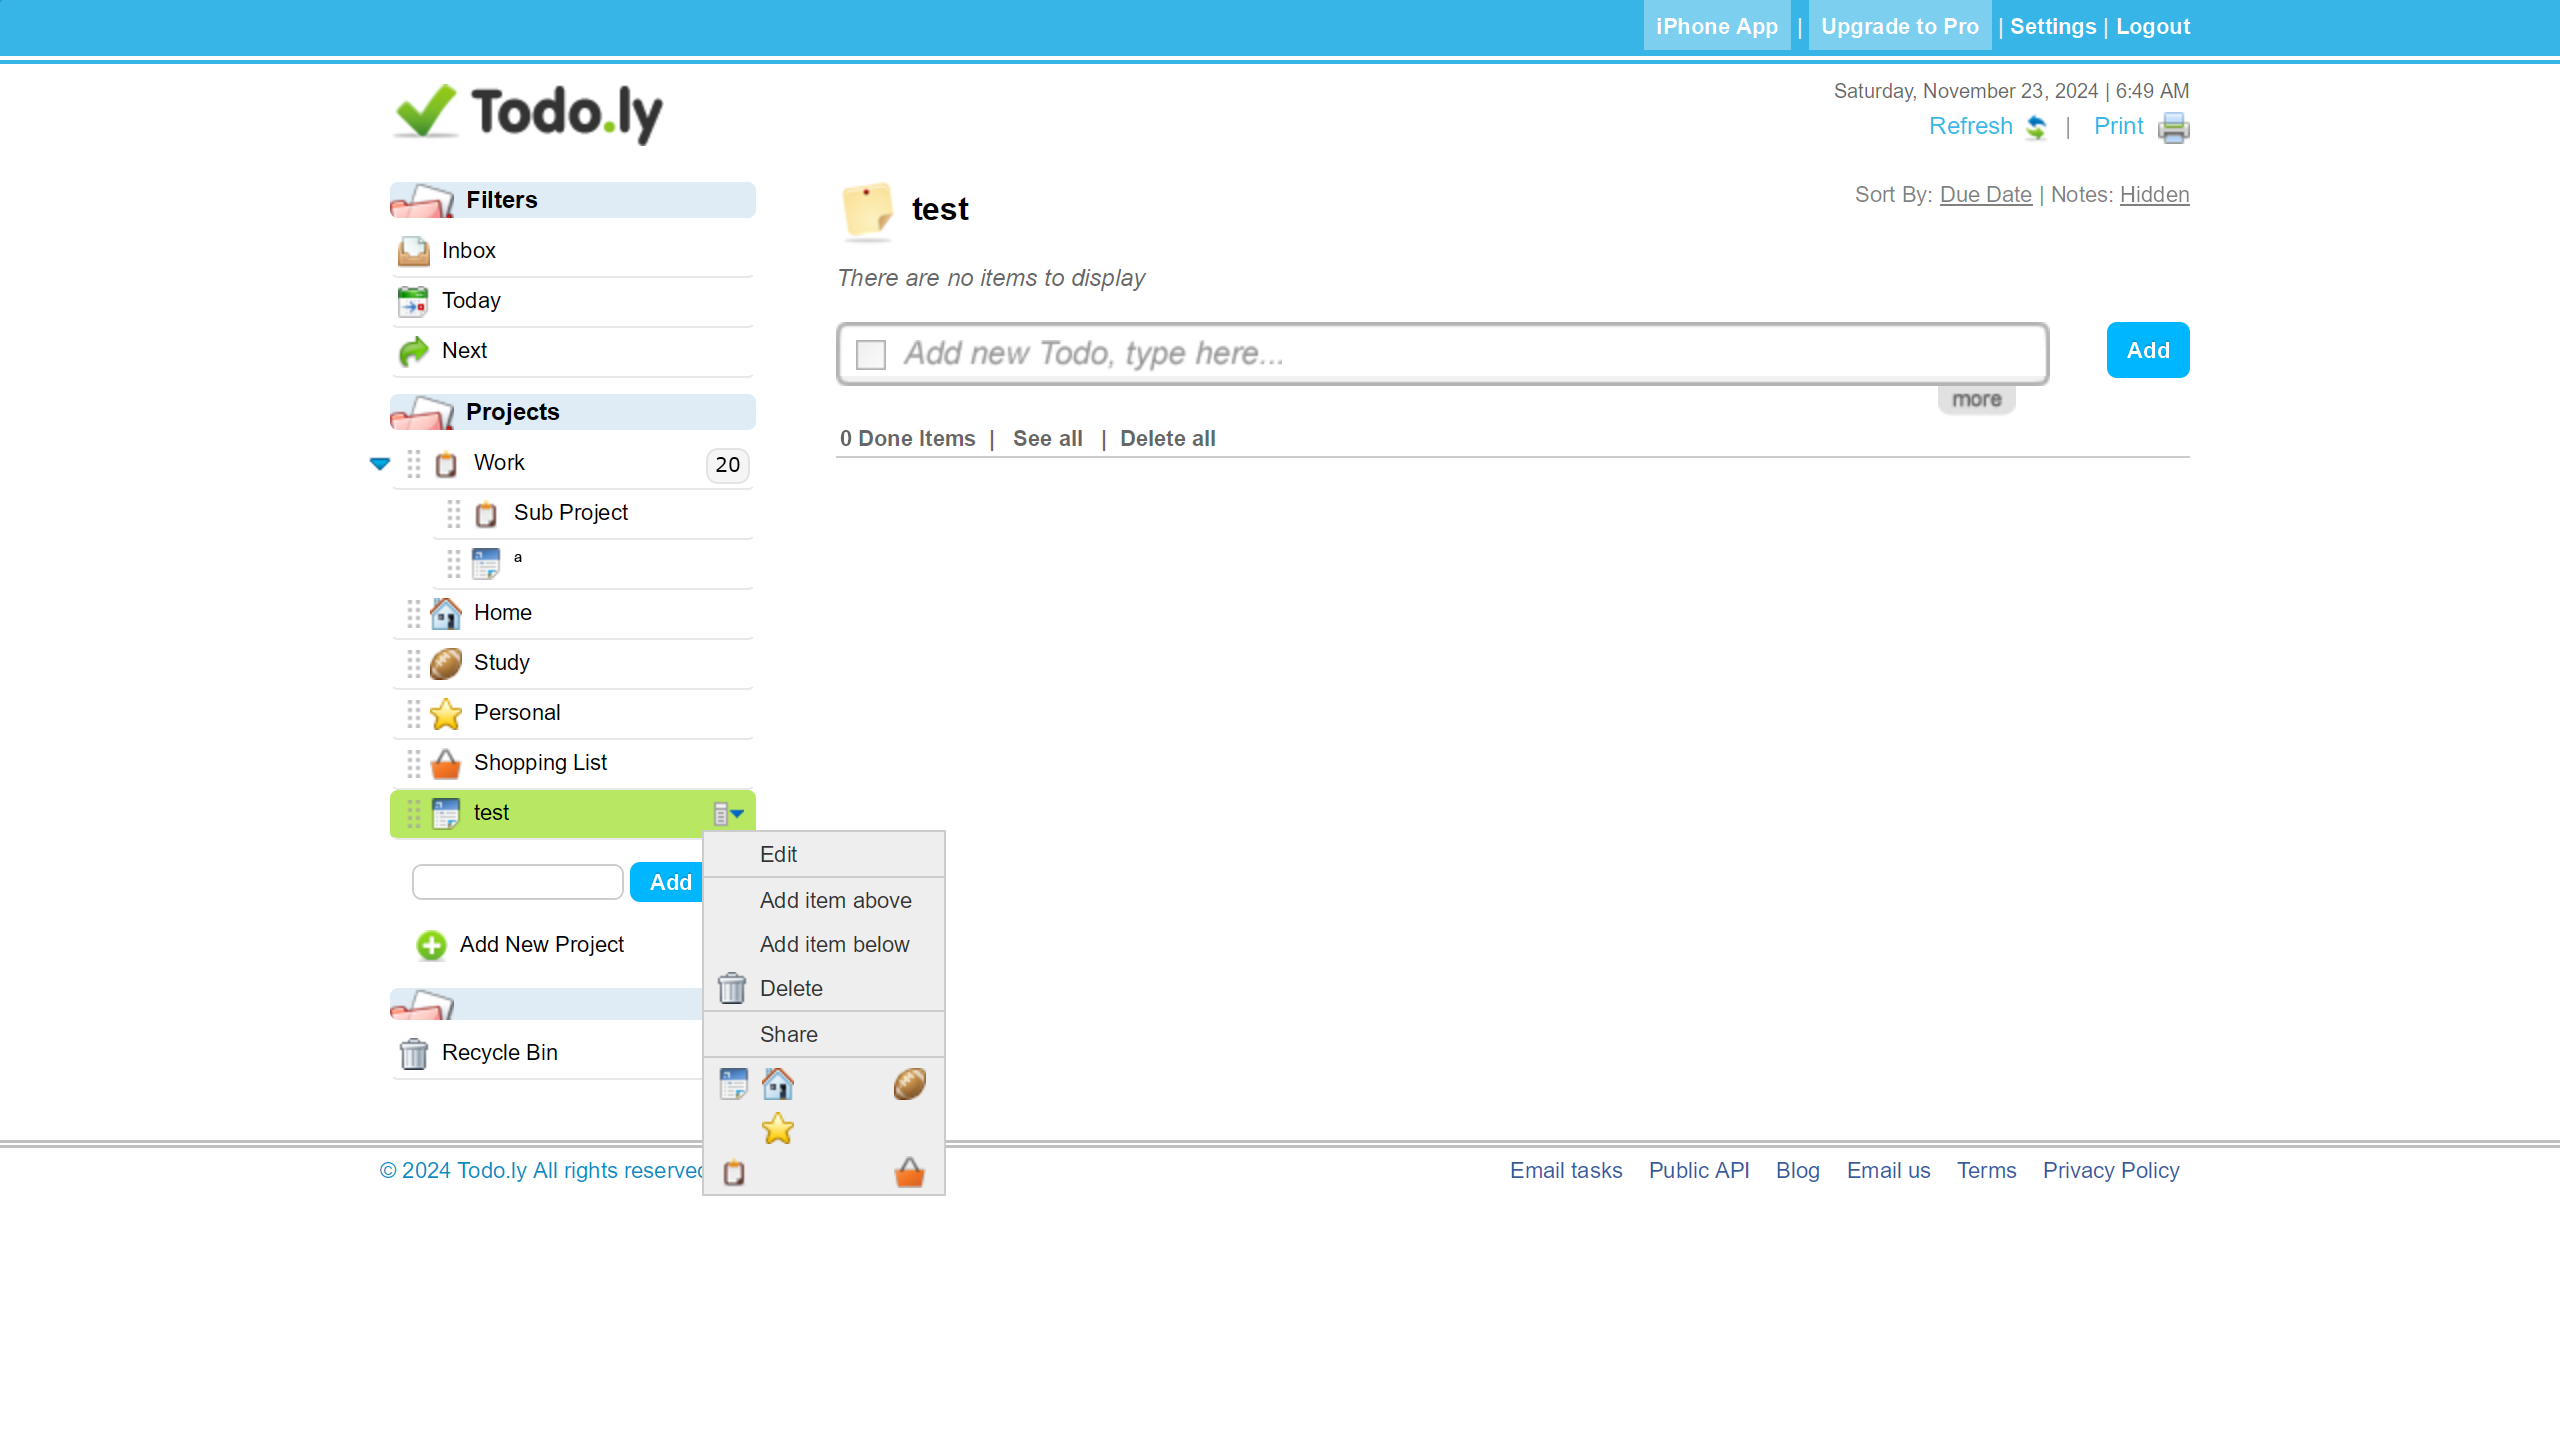 iPhone App | Upgrade to Pro | Settings | Logout
Todo.ly
Saturday, November 23, 2024 | 6:49 AM
Refresh | Print
Filters
Inbox
Today
Next
Projects
Work 20
Sub Project
a
Home
Study
Personal
Shopping List
test
Add
Add New Project
Recycle Bin
Edit
Add item above
Add item below
Delete
Share
test
Sort By: Due Date | Notes: Hidden
There are no items to display
Add new Todo, type here...
Add
more
0 Done Items | See all | Delete all
© 2024 Todo.ly All rights reserved
Email tasks Public API Blog Email us Terms Privacy Policy